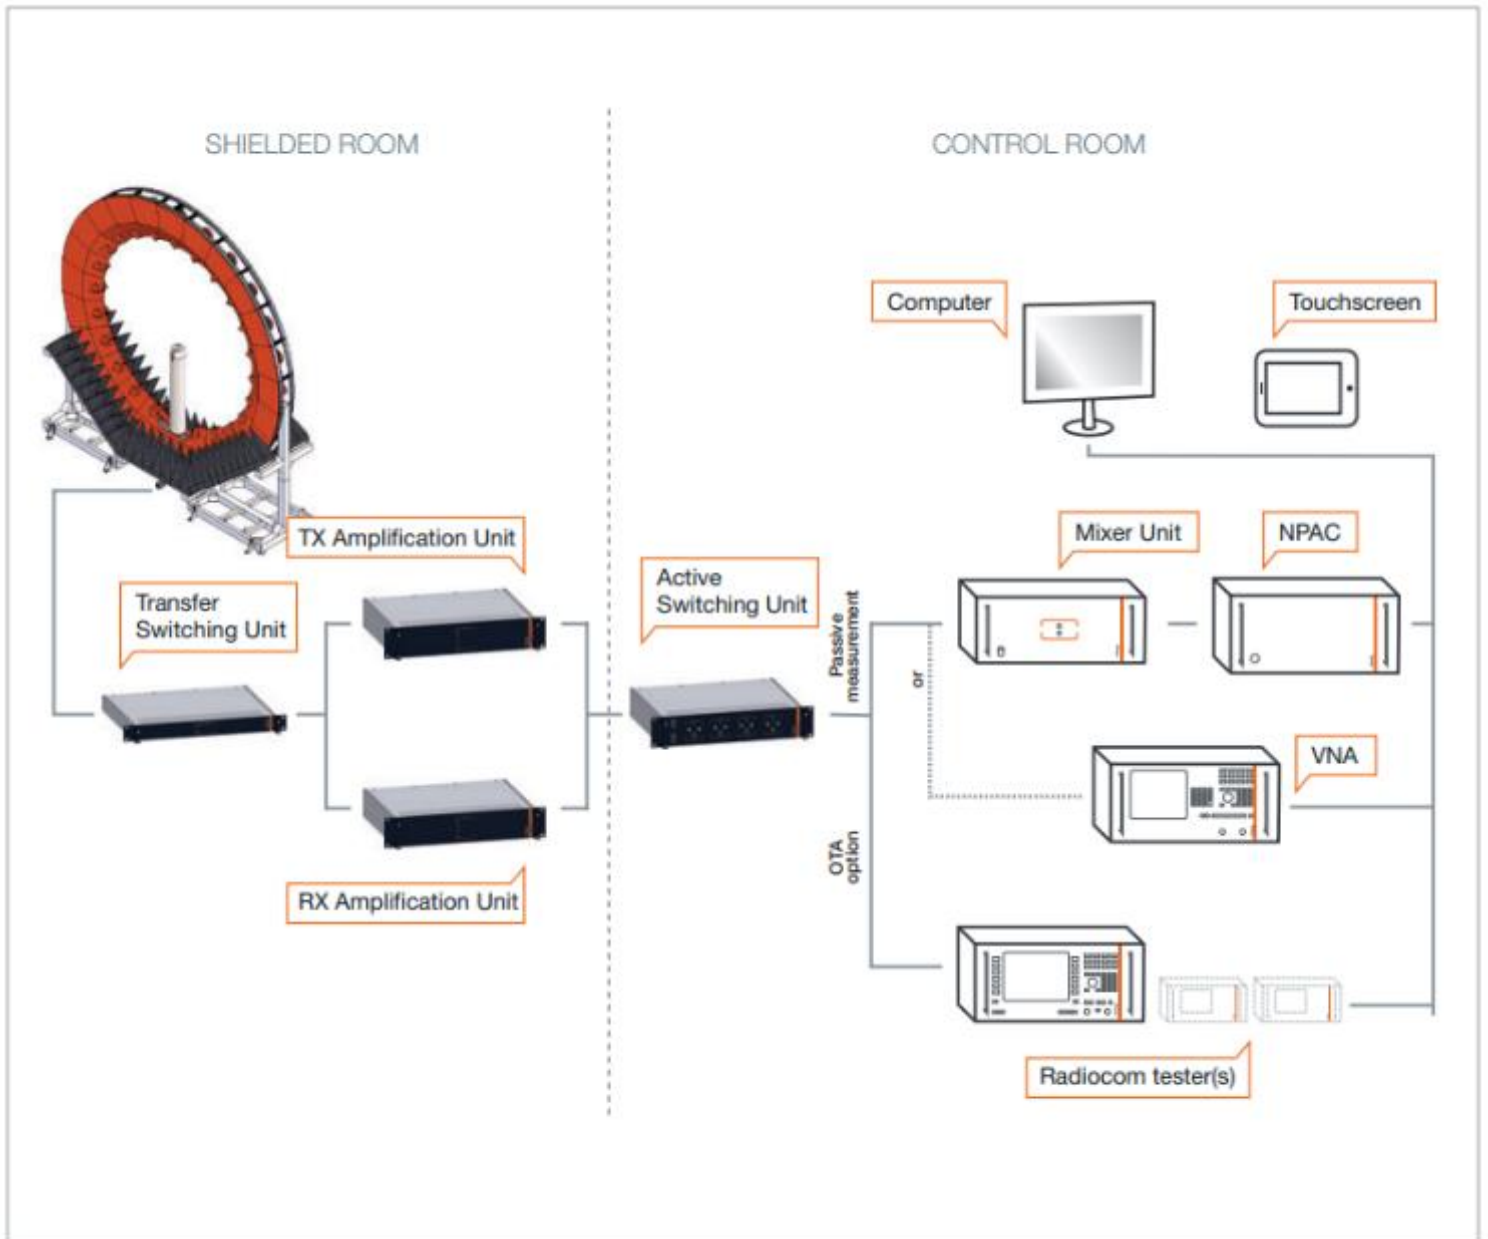 SHIELDED ROOM
CONTROL ROOM
Computer
Touchscreen
TX Amplification Unit
Mixer Unit
NPAC
Transfer
Switching Unit
Active
Switching Unit
Passive
measurement
or
VNA
OTA
option
RX Amplification Unit
Radiocom tester(s)